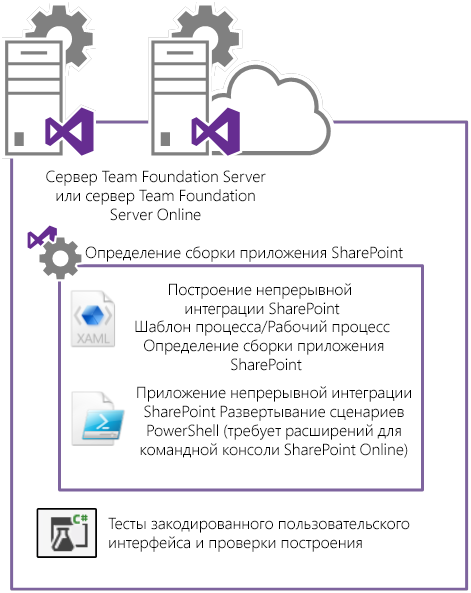 Сервер Team Foundation Server
или сервер Team Foundation
Server Online
Определение сборки приложения SharePoint
Построение непрерывной
интеграции SharePoint
Шаблон процесса/Рабочий процесс
Определение сборки приложения
SharePoint
XAML
Приложение непрерывной интеграции
SharePoint Развертывание сценариев
PowerShell (требует расширений для
командной консоли SharePoint Online)
C#
Тесты закодированного пользовательского
интерфейса и проверки построения